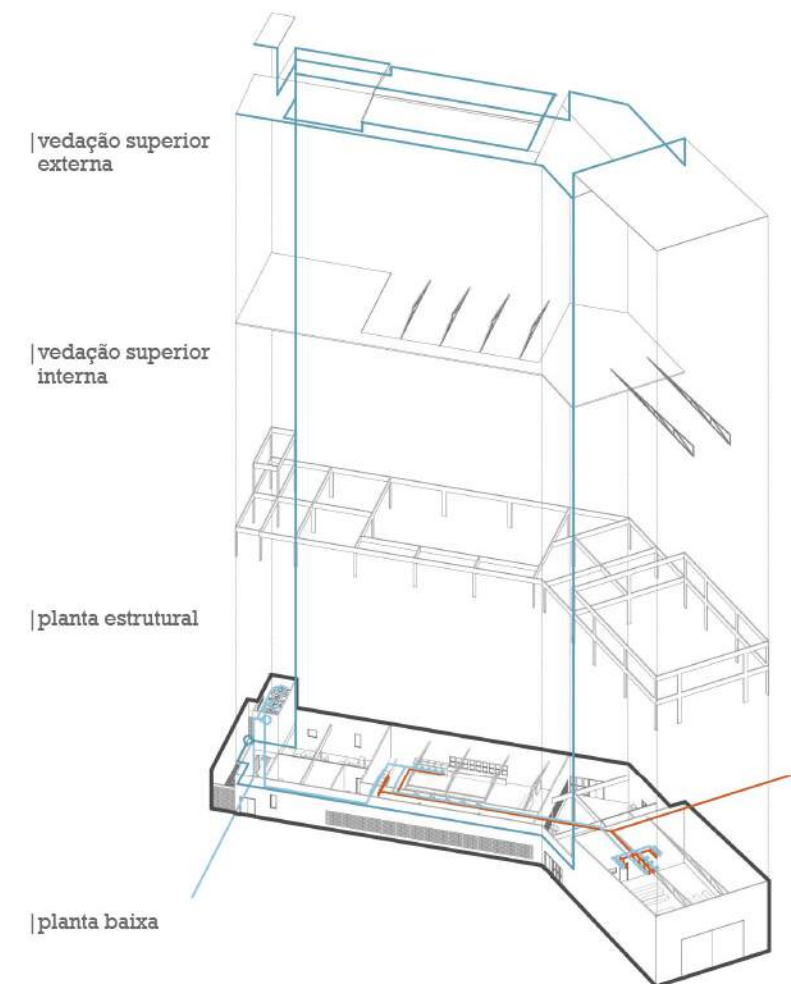 |vedação superior
externa
|vedação superior
interna
|planta estrutural
|planta baixa